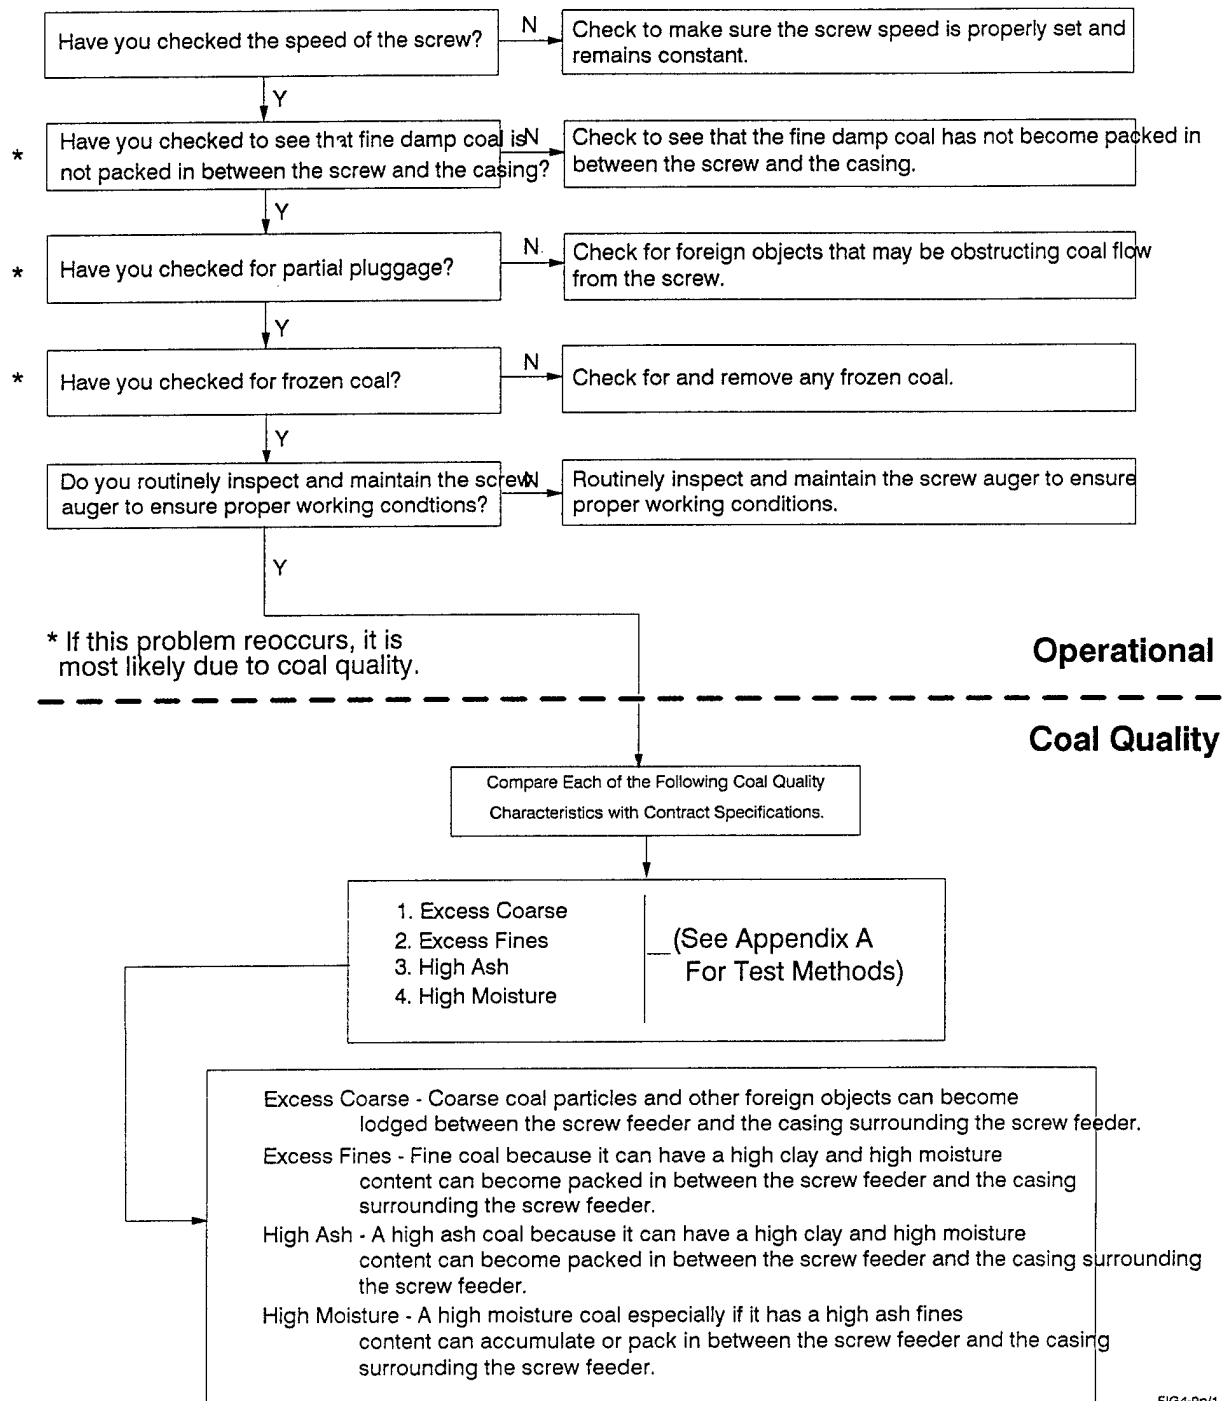 Have you checked the speed of the screw?
N
Check to make sure the screw speed is properly set and
remains constant.
Y
*
Have you checked to see that fine damp coal is
not packed in between the screw and the casing?
N
Check to see that the fine damp coal has not become packed in
between the screw and the casing.
Y
*
Have you checked for partial pluggage?
N
Check for foreign objects that may be obstructing coal flow
from the screw.
Y
*
Have you checked for frozen coal?
N
Check for and remove any frozen coal.
Y
Do you routinely inspect and maintain the screw
auger to ensure proper working condtions?
N
Routinely inspect and maintain the screw auger to ensure
proper working conditions.
Y
* If this problem reoccurs, it is
most likely due to coal quality.
Operational
Coal Quality
Compare Each of the Following Coal Quality
Characteristics with Contract Specifications.
1. Excess Coarse
2. Excess Fines
3. High Ash
4. High Moisture
(See Appendix A
For Test Methods)
Excess Coarse - Coarse coal particles and other foreign objects can become
lodged between the screw feeder and the casing surrounding the screw feeder.
Excess Fines - Fine coal because it can have a high clay and high moisture
content can become packed in between the screw feeder and the casing
surrounding the screw feeder.
High Ash - A high ash coal because it can have a high clay and high moisture
content can become packed in between the screw feeder and the casing surrounding
the screw feeder.
High Moisture - A high moisture coal especially if it has a high ash fines
content can accumulate or pack in between the screw feeder and the casing
surrounding the screw feeder.